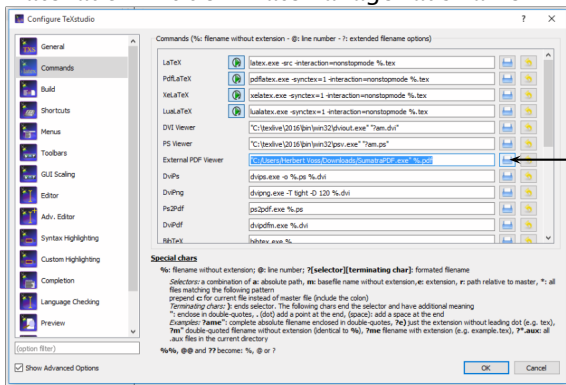 Configure TeXstudio
? ×
General
Commands
Build
Shortcuts
Menus
Toolbars
GUI Scaling
Editor
Adv. Editor
Syntax Highlighting
Custom Highlighting
Completion
Language Checking
Preview
(option filter)
Show Advanced Options
Commands (%: filename without extension - @: line number - ?: extended filename options)
LaTeX latex.exe -src -interaction=nonstopmode %.tex
PdfLaTeX pdflatex.exe -synctex=1 -interaction=nonstopmode %.tex
XeLaTeX xelatex.exe -synctex=1 -interaction=nonstopmode %.tex
LuaLaTeX lualatex.exe -synctex=1 -interaction=nonstopmode %.tex
DVI Viewer "C:\texlive\2016\bin\win32\dviout.exe" "?am.dvi"
PS Viewer "C:\texlive\2016\bin\win32\psv.exe" "?am.ps"
External PDF Viewer "C:/Users/Herbert Voss/Downloads/SumatraPDF.exe" %.pdf
DviPs dvips.exe -o %.ps %.dvi
DviPng dvipng.exe -T tight -D 120 %.dvi
Ps2Pdf ps2pdf.exe %.ps
DviPdf dvipdfm.exe %.dvi
BibTeX bibtex.exe %
Special chars
%: filename without extension; @: line number; ?[selector][terminating char]: formated filename
Selectors: a combination of a: absolute path, m: basefile name without extension, e: extension, r: path relative to master, *: all
files matching the following pattern
prepend c: for current file instead of master file (include the colon)
Terminating chars: ): ends selector. The following chars end the selector and have additional meaning
": enclose in double-quotes, . (dot) add a point at the end, (space): add a space at the end
Examples: ?ame": complete absolute filename enclosed in double-quotes, ?e) just the extension without leading dot (e.g. tex),
?m" double-quoted filename without extension (identical to %), ?me filename with extension (e.g. example.tex), ?*.aux: all
.aux files in the current directory
%%, @@ and ?? become: %, @ or ?
OK Cancel